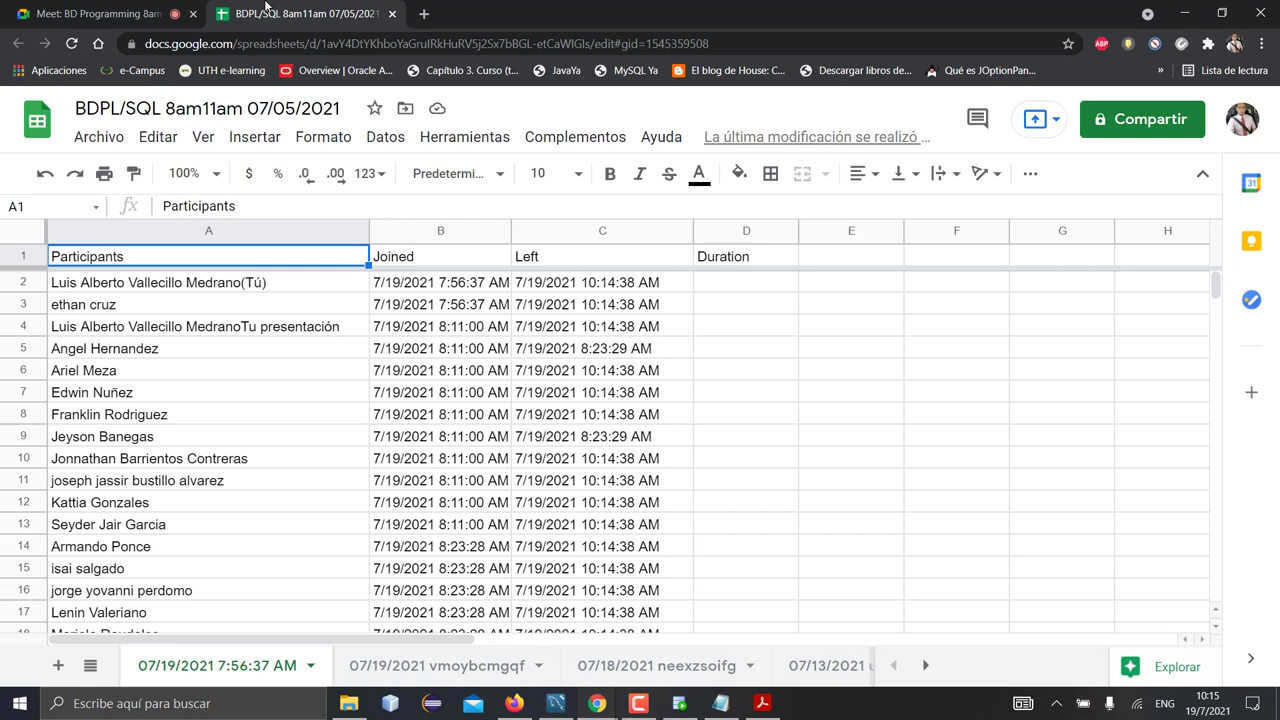 Meet: BD Programming 8am
BDPL/SQL 8am11am 07/05/2021
docs.google.com/spreadsheets/d/1avY4DtYKhboYaGruIRkHuRV5j2Sx7bBGL-etCaWIGIs/edit#gid=1545359508
Aplicaciones
e-Campus
UTH e-learning
Overview | Oracle A...
Capítulo 3. Curso (t...
JavaYa
MySQL Ya
El blog de House: C...
Descargar libros de...
Qué es JOptionPan...
»
Lista de lectura
BDPL/SQL 8am11am 07/05/2021
Archivo Editar Ver Insertar Formato Datos Herramientas Complementos Ayuda La última modificación se realizó ...
Compartir
100% $ % .0 .00 123 Predetermi... 10 B I S A
A1 fx Participants
A B C D E F G H
1 Participants Joined Left Duration
2 Luis Alberto Vallecillo Medrano(Tú) 7/19/2021 7:56:37 AM 7/19/2021 10:14:38 AM
3 ethan cruz 7/19/2021 7:56:37 AM 7/19/2021 10:14:38 AM
4 Luis Alberto Vallecillo MedranoTu presentación 7/19/2021 8:11:00 AM 7/19/2021 10:14:38 AM
5 Angel Hernandez 7/19/2021 8:11:00 AM 7/19/2021 8:23:29 AM
6 Ariel Meza 7/19/2021 8:11:00 AM 7/19/2021 10:14:38 AM
7 Edwin Nuñez 7/19/2021 8:11:00 AM 7/19/2021 10:14:38 AM
8 Franklin Rodriguez 7/19/2021 8:11:00 AM 7/19/2021 10:14:38 AM
9 Jeyson Banegas 7/19/2021 8:11:00 AM 7/19/2021 8:23:29 AM
10 Jonnathan Barrientos Contreras 7/19/2021 8:11:00 AM 7/19/2021 10:14:38 AM
11 joseph jassir bustillo alvarez 7/19/2021 8:11:00 AM 7/19/2021 10:14:38 AM
12 Kattia Gonzales 7/19/2021 8:11:00 AM 7/19/2021 10:14:38 AM
13 Seyder Jair Garcia 7/19/2021 8:11:00 AM 7/19/2021 10:14:38 AM
14 Armando Ponce 7/19/2021 8:23:28 AM 7/19/2021 10:14:38 AM
15 isai salgado 7/19/2021 8:23:28 AM 7/19/2021 10:14:38 AM
16 jorge yovanni perdomo 7/19/2021 8:23:28 AM 7/19/2021 10:14:38 AM
17 Lenin Valeriano 7/19/2021 8:23:28 AM 7/19/2021 10:14:38 AM
07/19/2021 7:56:37 AM
07/19/2021 vmoybcmgqf
07/18/2021 neexzsoifg
07/13/2021
Explorar
Escribe aquí para buscar
ENG
10:15
19/7/2021